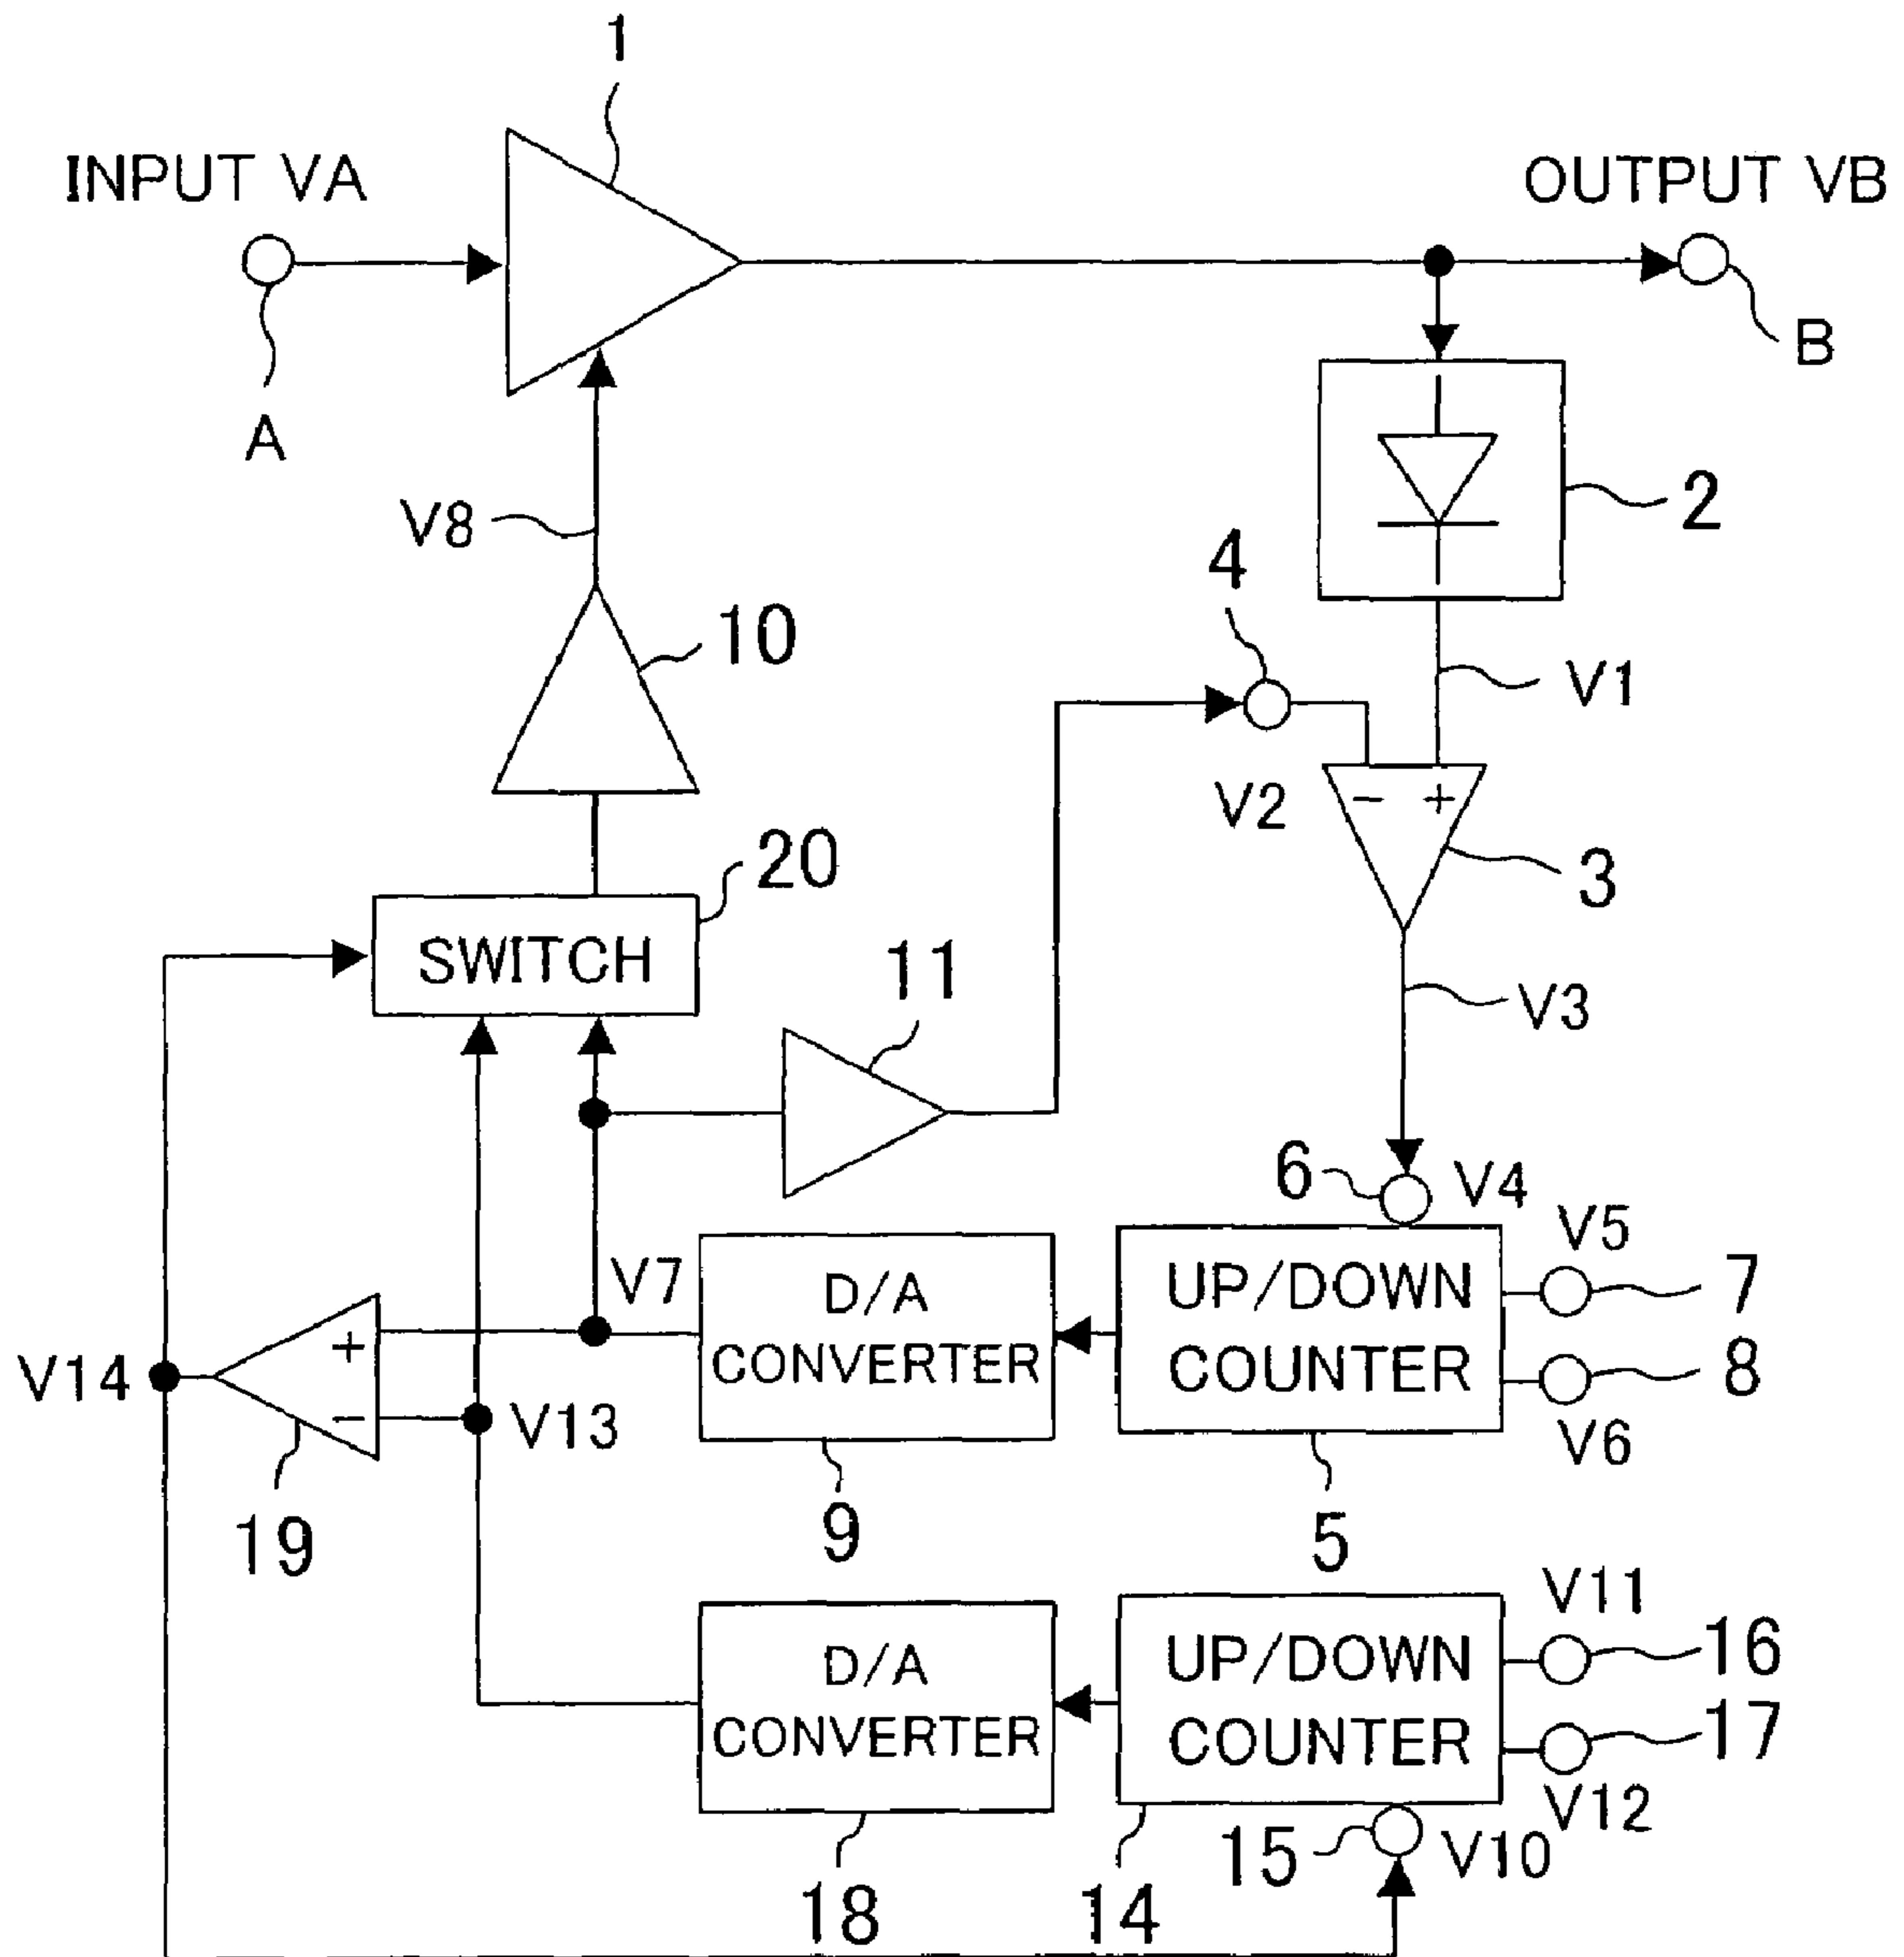 1
INPUT VA
OUTPUT VB
A
B
2
V8
4
10
V1
V2
- +
3
20
SWITCH
11
V3
6
V4
V5
7
V7
D/A
CONVERTER
UP/DOWN
COUNTER
8
V6
+
-
V14
V13
19
9
5
V11
16
D/A
CONVERTER
UP/DOWN
COUNTER
17
V12
15
V10
18
14